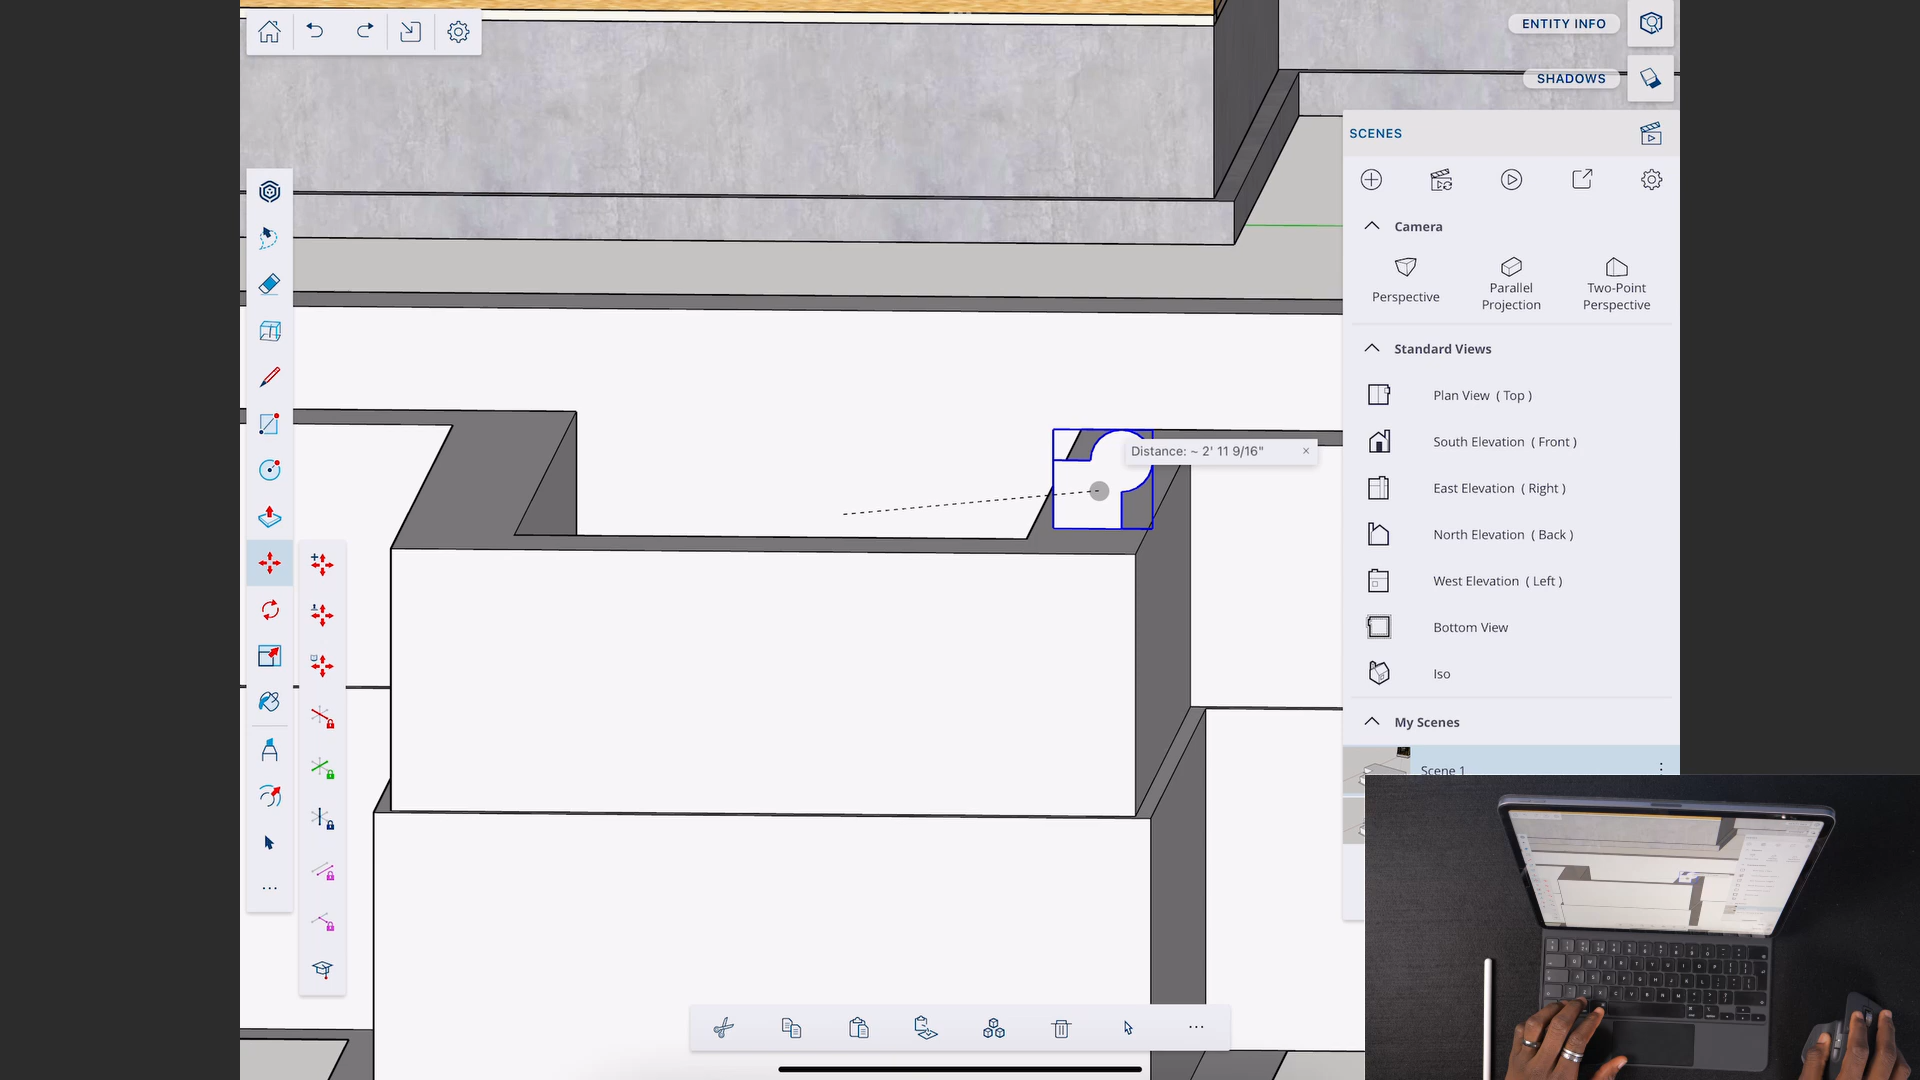 ENTITY INFO
SHADOWS
SCENES
Camera
Perspective
Parallel
Projection
Two-Point
Perspective
Standard Views
Plan View ( Top )
South Elevation ( Front )
East Elevation ( Right )
North Elevation ( Back )
West Elevation ( Left )
Bottom View
Iso
My Scenes
Scene 1
Distance: ~ 2' 11 9/16"